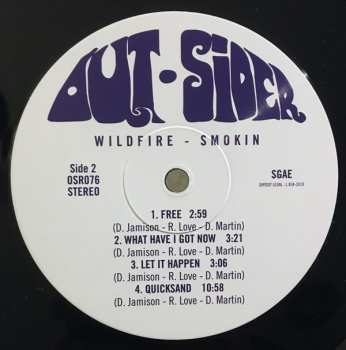 OUT-SIDER
WILDFIRE - SMOKIN
Side 2
OSR076
STEREO
SGAE
1. FREE 2:59
(D. Jamison - R. Love - D. Martin)
2. WHAT HAVE I GOT NOW 3:21
(D. Jamison - R. Love - D. Martin)
3. LET IT HAPPEN 3:06
(D. Jamison - R. Love - D. Martin)
4. QUICKSAND 10:58
(D. Jamison - R. Love - D. Martin)